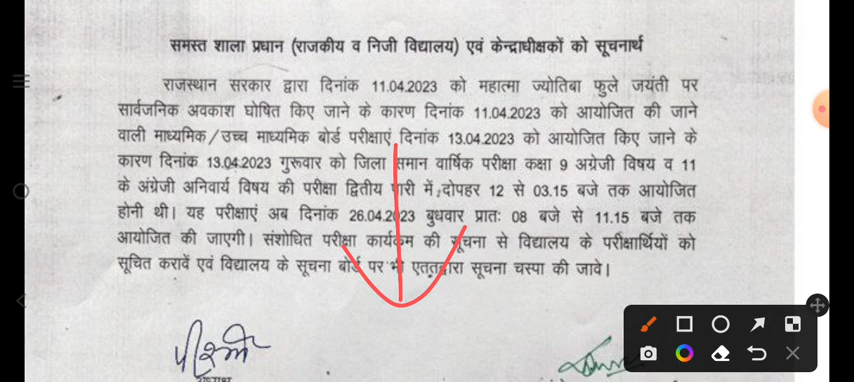 समस्त शाला प्रधान (राजकीय व निजी विद्यालय) एवं केन्द्राधीक्षकों को सूचनार्थ
राजस्थान सरकार द्वारा दिनांक 11.04.2023 को महात्मा ज्योतिबा फुले जयंती पर
सार्वजनिक अवकाश घोषित किए जाने के कारण दिनांक 11.04.2023 को आयोजित की जाने
वाली माध्यमिक/उच्च माध्यमिक बोर्ड परीक्षाएं दिनांक 13.04.2023 को आयोजित किए जाने के
कारण दिनांक 13.04.2023 गुरूवार को जिला समान वार्षिक परीक्षा कक्षा 9 अंग्रेजी विषय व 11
के अंग्रेजी अनिवार्य विषय की परीक्षा द्वितीय पारी में दोपहर 12 से 03.15 बजे तक आयोजित
होनी थी। यह परीक्षाएं अब दिनांक 26.04.2023 बुधवार प्रातः 08 बजे से 11.15 बजे तक
आयोजित की जाएगी। संशोधित परीक्षा कार्यक्रम की सूचना से विद्यालय के परीक्षार्थियों को
सूचित करावें एवं विद्यालय के सूचना बोर्ड पर भी एतत्द्वारा सूचना चस्पा की जावे।